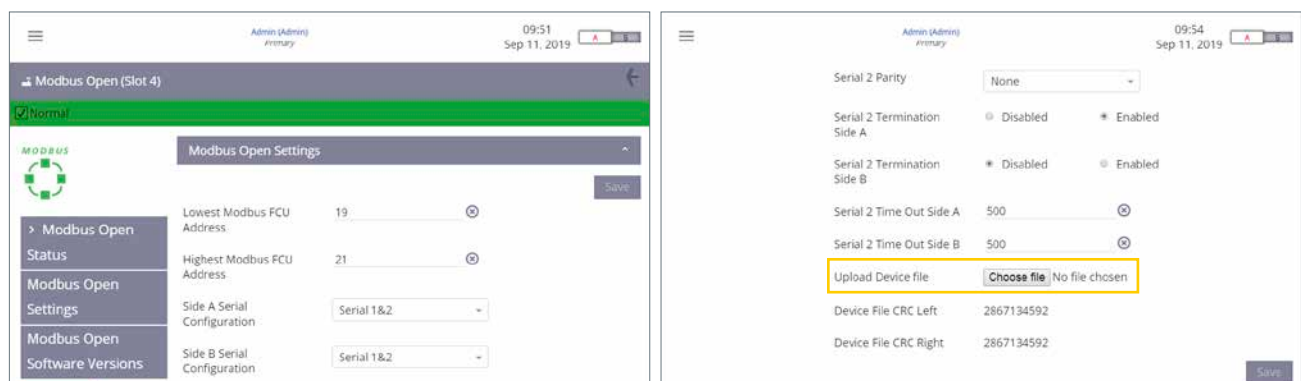 Admin (Admin)
Primary
09:51
Sep 11, 2019
A
Modbus Open (Slot 4)
Normal
MODBUS
> Modbus Open
Status
Modbus Open
Settings
Modbus Open
Software Versions
Modbus Open Settings
Save
Lowest Modbus FCU
Address
19
Highest Modbus FCU
Address
21
Side A Serial
Configuration
Serial 1&2
Side B Serial
Configuration
Serial 1&2
Admin (Admin)
Primary
09:54
Sep 11, 2019
A
Serial 2 Parity
None
Serial 2 Termination
Side A
Disabled
Enabled
Serial 2 Termination
Side B
Disabled
Enabled
Serial 2 Time Out Side A
500
Serial 2 Time Out Side B
500
Upload Device file
Choose file No file chosen
Device File CRC Left
2867134592
Device File CRC Right
2867134592
Save